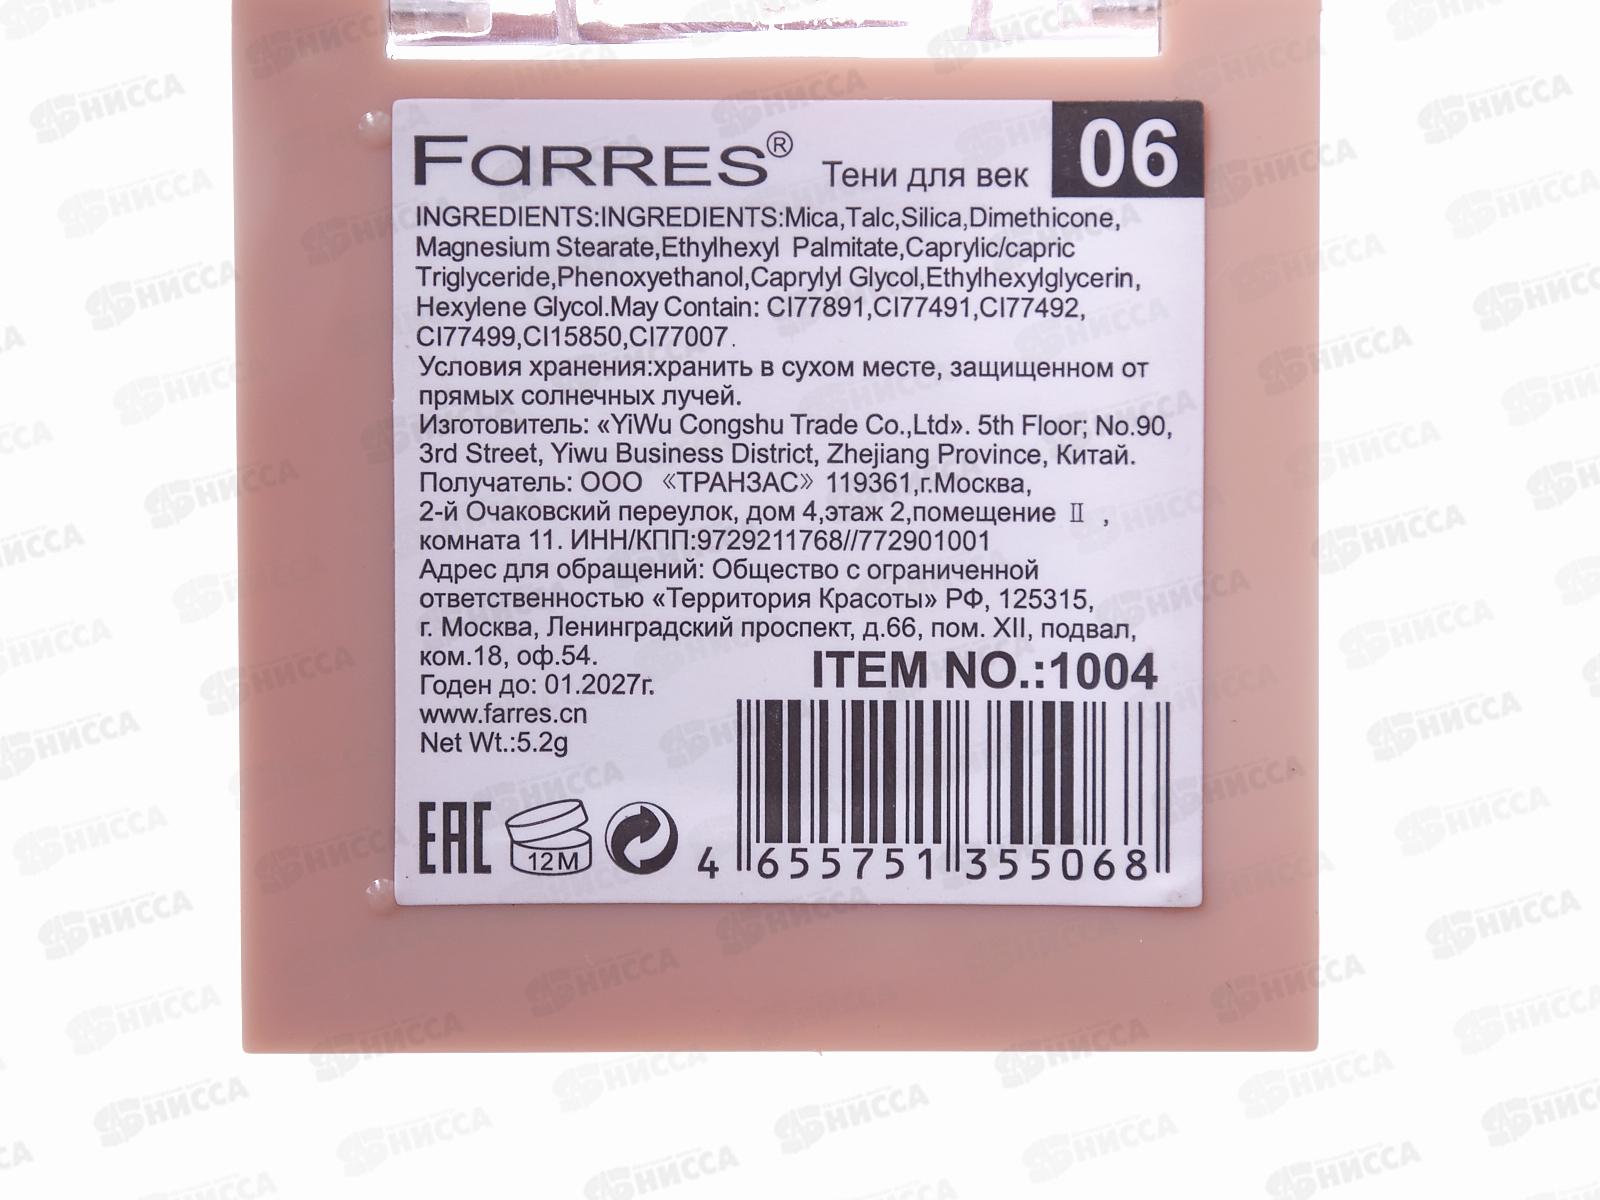 FARRES® Тени для век 06
INGREDIENTS:INGREDIENTS:Mica,Talc,Silica,Dimethicone,
Magnesium Stearate,Ethylhexyl Palmitate,Caprylic/capric
Triglyceride,Phenoxyethanol,Caprylyl Glycol,Ethylhexylglycerin,
Hexylene Glycol.May Contain: CI77891,CI77491,CI77492,
CI77499,CI15850,CI77007.
Условия хранения:хранить в сухом месте, защищенном от
прямых солнечных лучей.
Изготовитель: «YiWu Congshu Trade Co.,Ltd». 5th Floor; No.90,
3rd Street, Yiwu Business District, Zhejiang Province, Китай.
Получатель: ООО «ТРАНЗАС» 119361,г.Москва,
2-й Очаковский переулок, дом 4,этаж 2,помещение II ,
комната 11. ИНН/КПП:9729211768//772901001
Адрес для обращений: Общество с ограниченной
ответственностью «Территория Красоты» РФ, 125315,
г. Москва, Ленинградский проспект, д.66, пом. XII, подвал,
ком.18, оф.54.
ITEM NO.:1004
Годен до: 01.2027г.
www.farres.cn
Net Wt.:5.2g
EAC 12M 4 655751 355068
НИССА